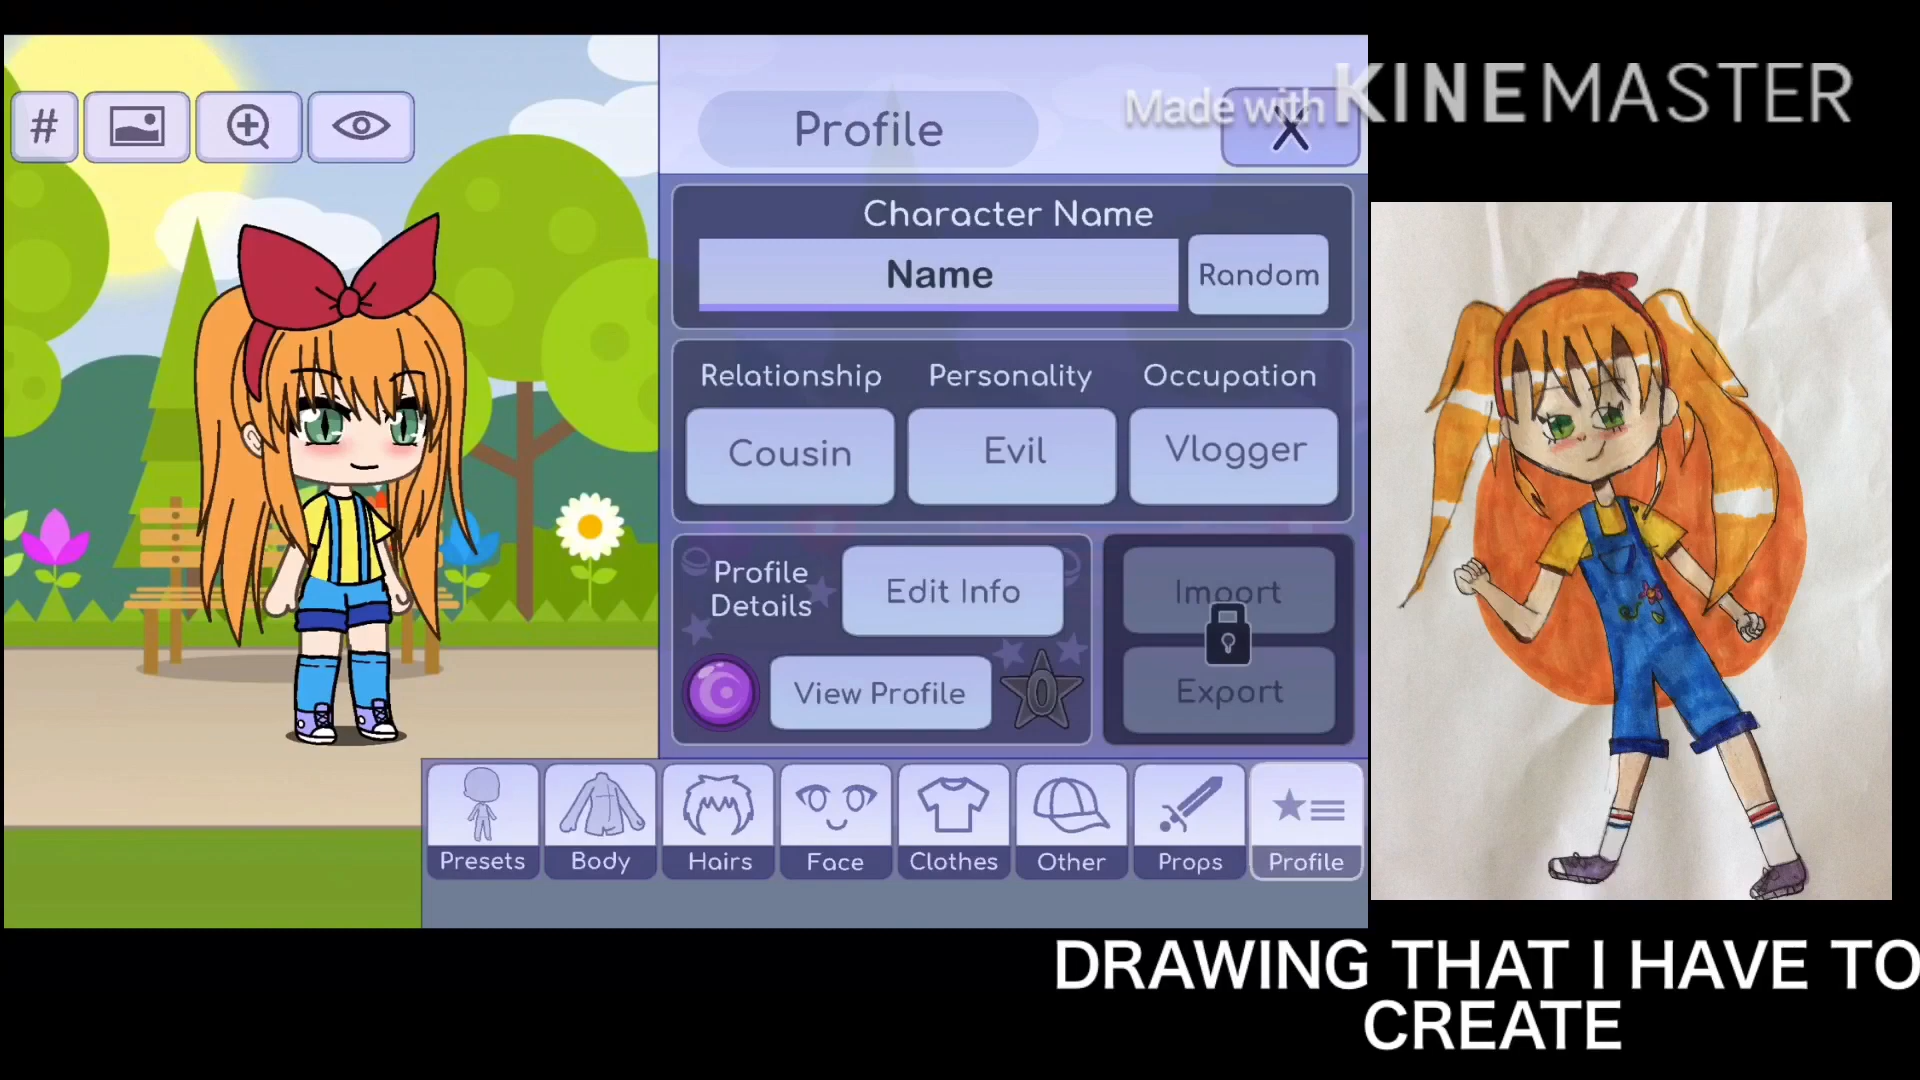 Made with KINEMASTER
#
Profile
X
Character Name
Name
Random
Relationship
Personality
Occupation
Cousin
Evil
Vlogger
Profile
Details
Edit Info
View Profile
0
Import
Export
Presets
Body
Hairs
Face
Clothes
Other
Props
Profile
DRAWING THAT I HAVE TO
CREATE